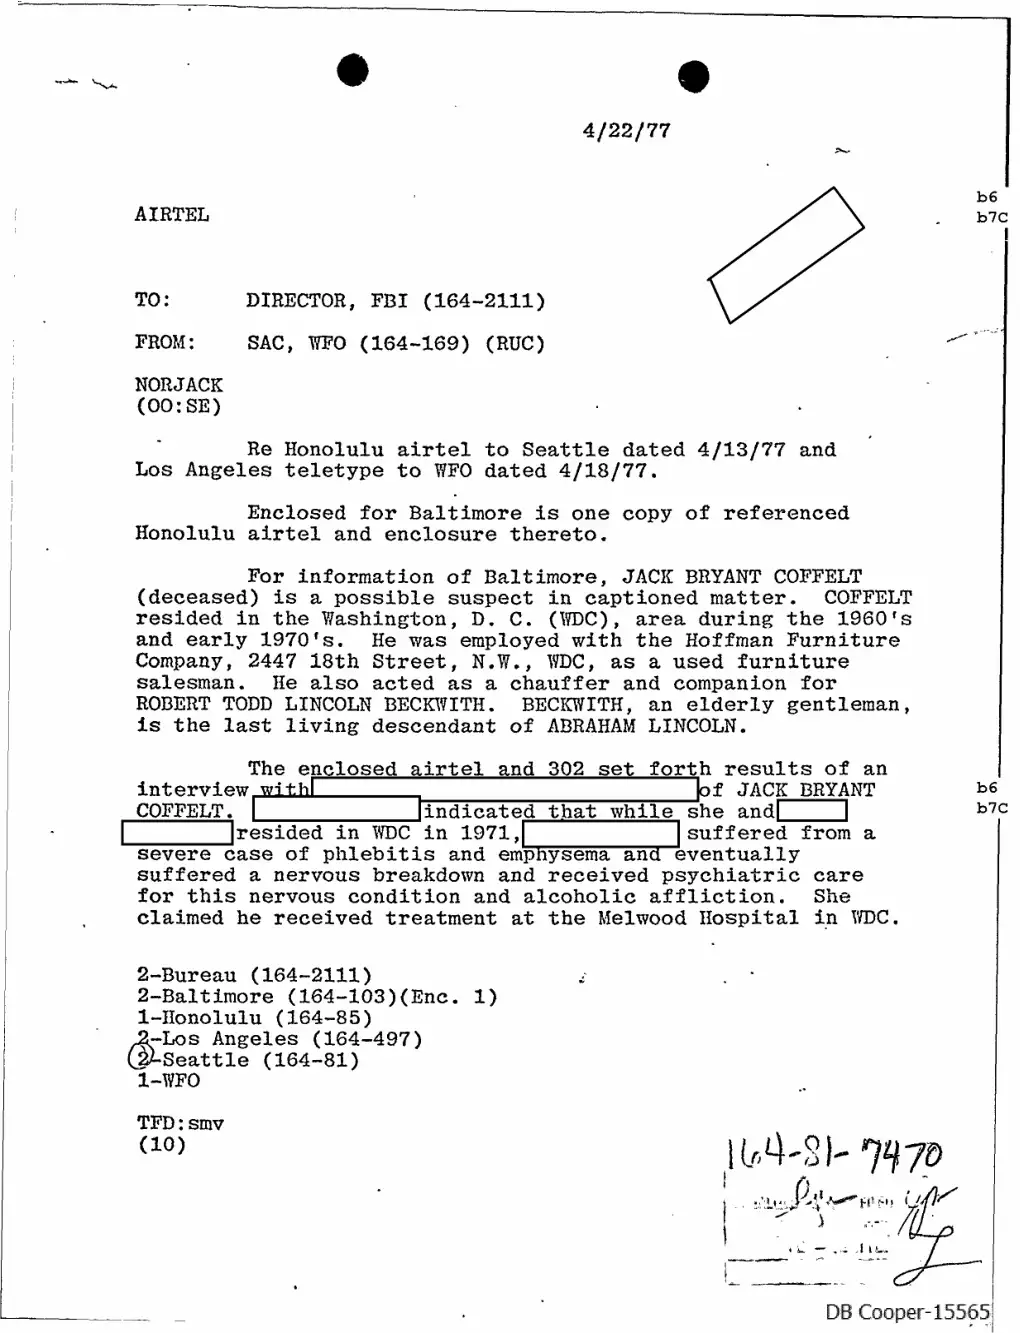 4/22/77
b6
b7C
AIRTEL
TO: DIRECTOR, FBI (164-2111)
FROM: SAC, WFO (164-169) (RUC)
NORJACK
(OO:SE)
Re Honolulu airtel to Seattle dated 4/13/77 and
Los Angeles teletype to WFO dated 4/18/77.
Enclosed for Baltimore is one copy of referenced
Honolulu airtel and enclosure thereto.
For information of Baltimore, JACK BRYANT COFFELT
(deceased) is a possible suspect in captioned matter. COFFELT
resided in the Washington, D. C. (WDC), area during the 1960's
and early 1970's. He was employed with the Hoffman Furniture
Company, 2447 18th Street, N.W., WDC, as a used furniture
salesman. He also acted as a chauffer and companion for
ROBERT TODD LINCOLN BECKWITH. BECKWITH, an elderly gentleman,
is the last living descendant of ABRAHAM LINCOLN.
The enclosed airtel and 302 set forth results of an
interview with of JACK BRYANT
COFFELT. indicated that while she and
resided in WDC in 1971, suffered from a
severe case of phlebitis and emphysema and eventually
suffered a nervous breakdown and received psychiatric care
for this nervous condition and alcoholic affliction. She
claimed he received treatment at the Melwood Hospital in WDC.
b6
b7C
2-Bureau (164-2111)
2-Baltimore (164-103)(Enc. 1)
1-Honolulu (164-85)
2-Los Angeles (164-497)
2-Seattle (164-81)
1-WFO
TFD:smv
(10)
164-81-7470
DB Cooper-15565